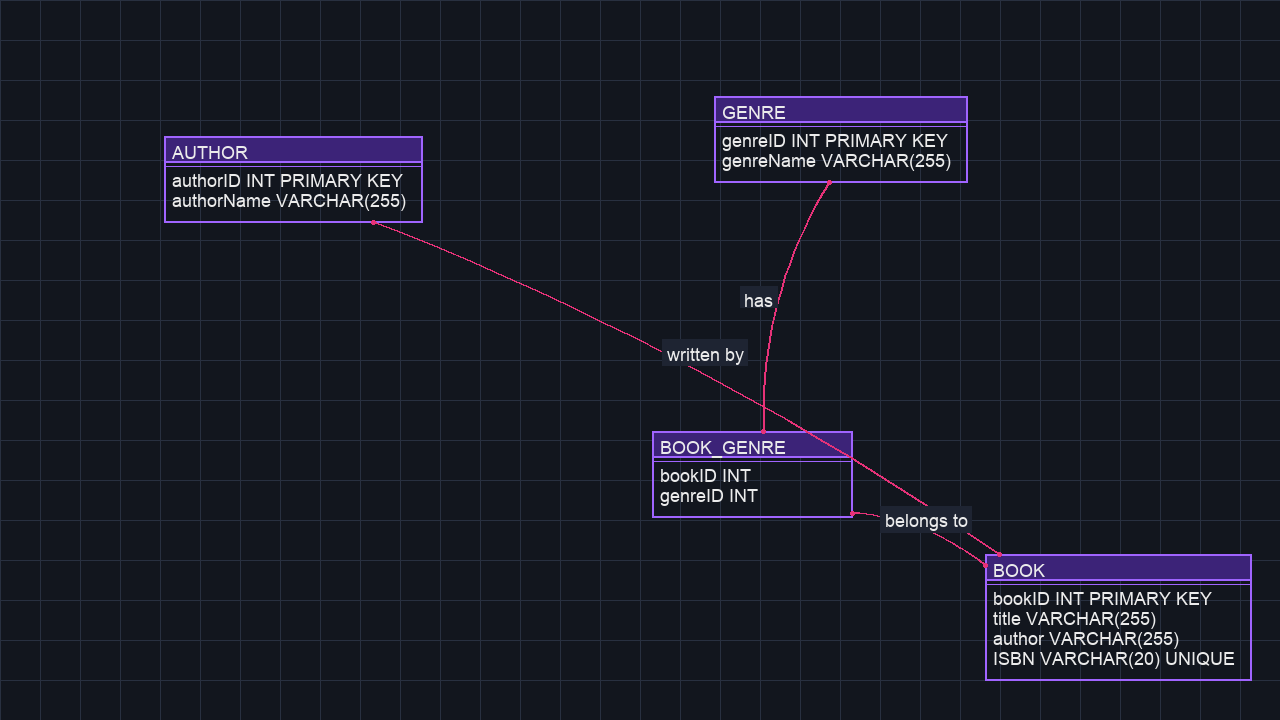 GENRE
genreID INT PRIMARY KEY
genreName VARCHAR(255)
AUTHOR
authorID INT PRIMARY KEY
authorName VARCHAR(255)
has
written by
BOOK_GENRE
bookID INT
genreID INT
belongs to
BOOK
bookID INT PRIMARY KEY
title VARCHAR(255)
author VARCHAR(255)
ISBN VARCHAR(20) UNIQUE